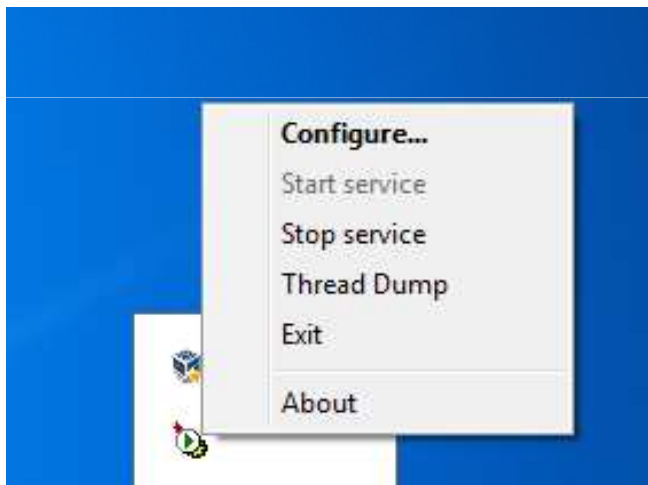 Configure...
Start service
Stop service
Thread Dump
Exit
About